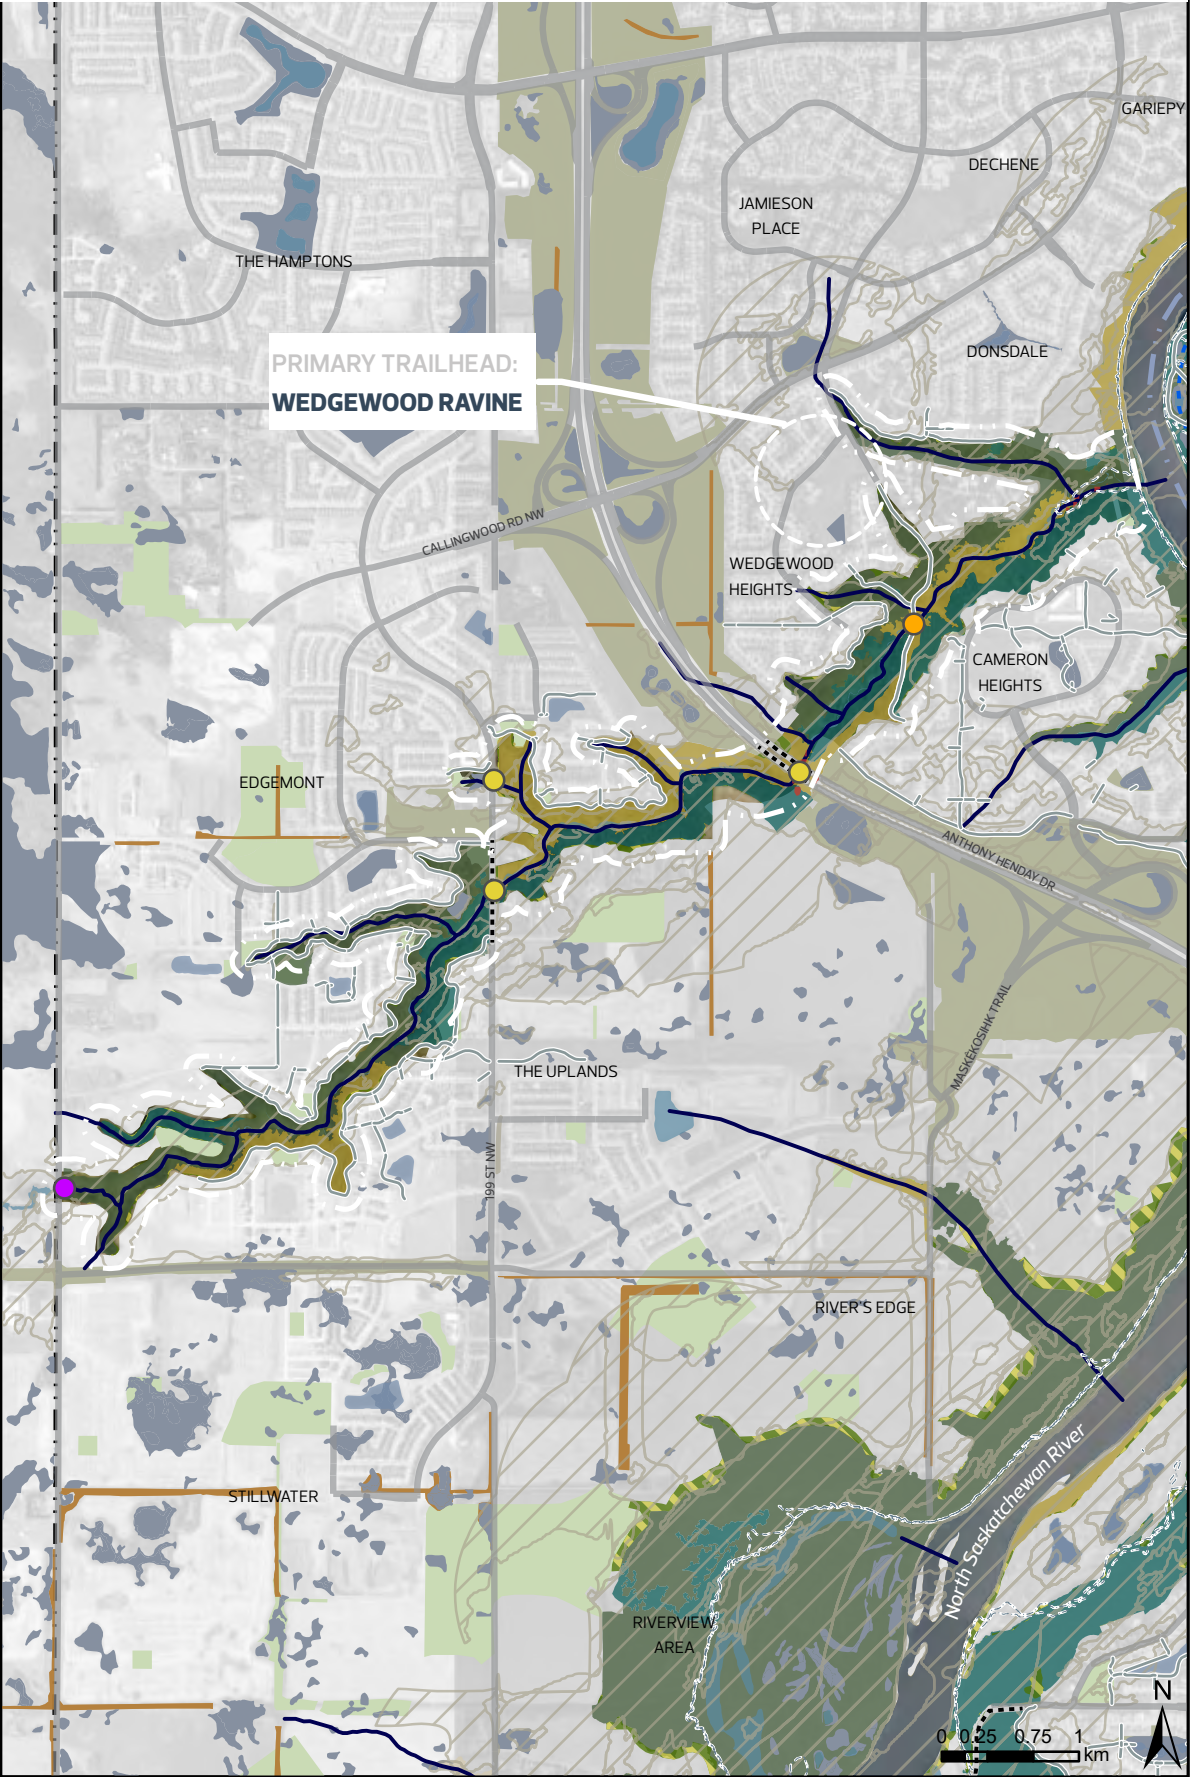 GARIEPY
DECHENE
JAMIESON
PLACE
THE HAMPTONS
DONSDALE
PRIMARY TRAILHEAD:
WEDGEWOOD RAVINE
CALLINGWOOD RD NW
WEDGEWOOD
HEIGHTS
CAMERON
HEIGHTS
EDGEMONT
ANTHONY HENDAY DR
MASKÊKOSIHK TRAIL
THE UPLANDS
199 ST NW
RIVER'S EDGE
North Saskatchewan River
STILLWATER
RIVERVIEW
AREA
N
0 0.25 0.75 1
km